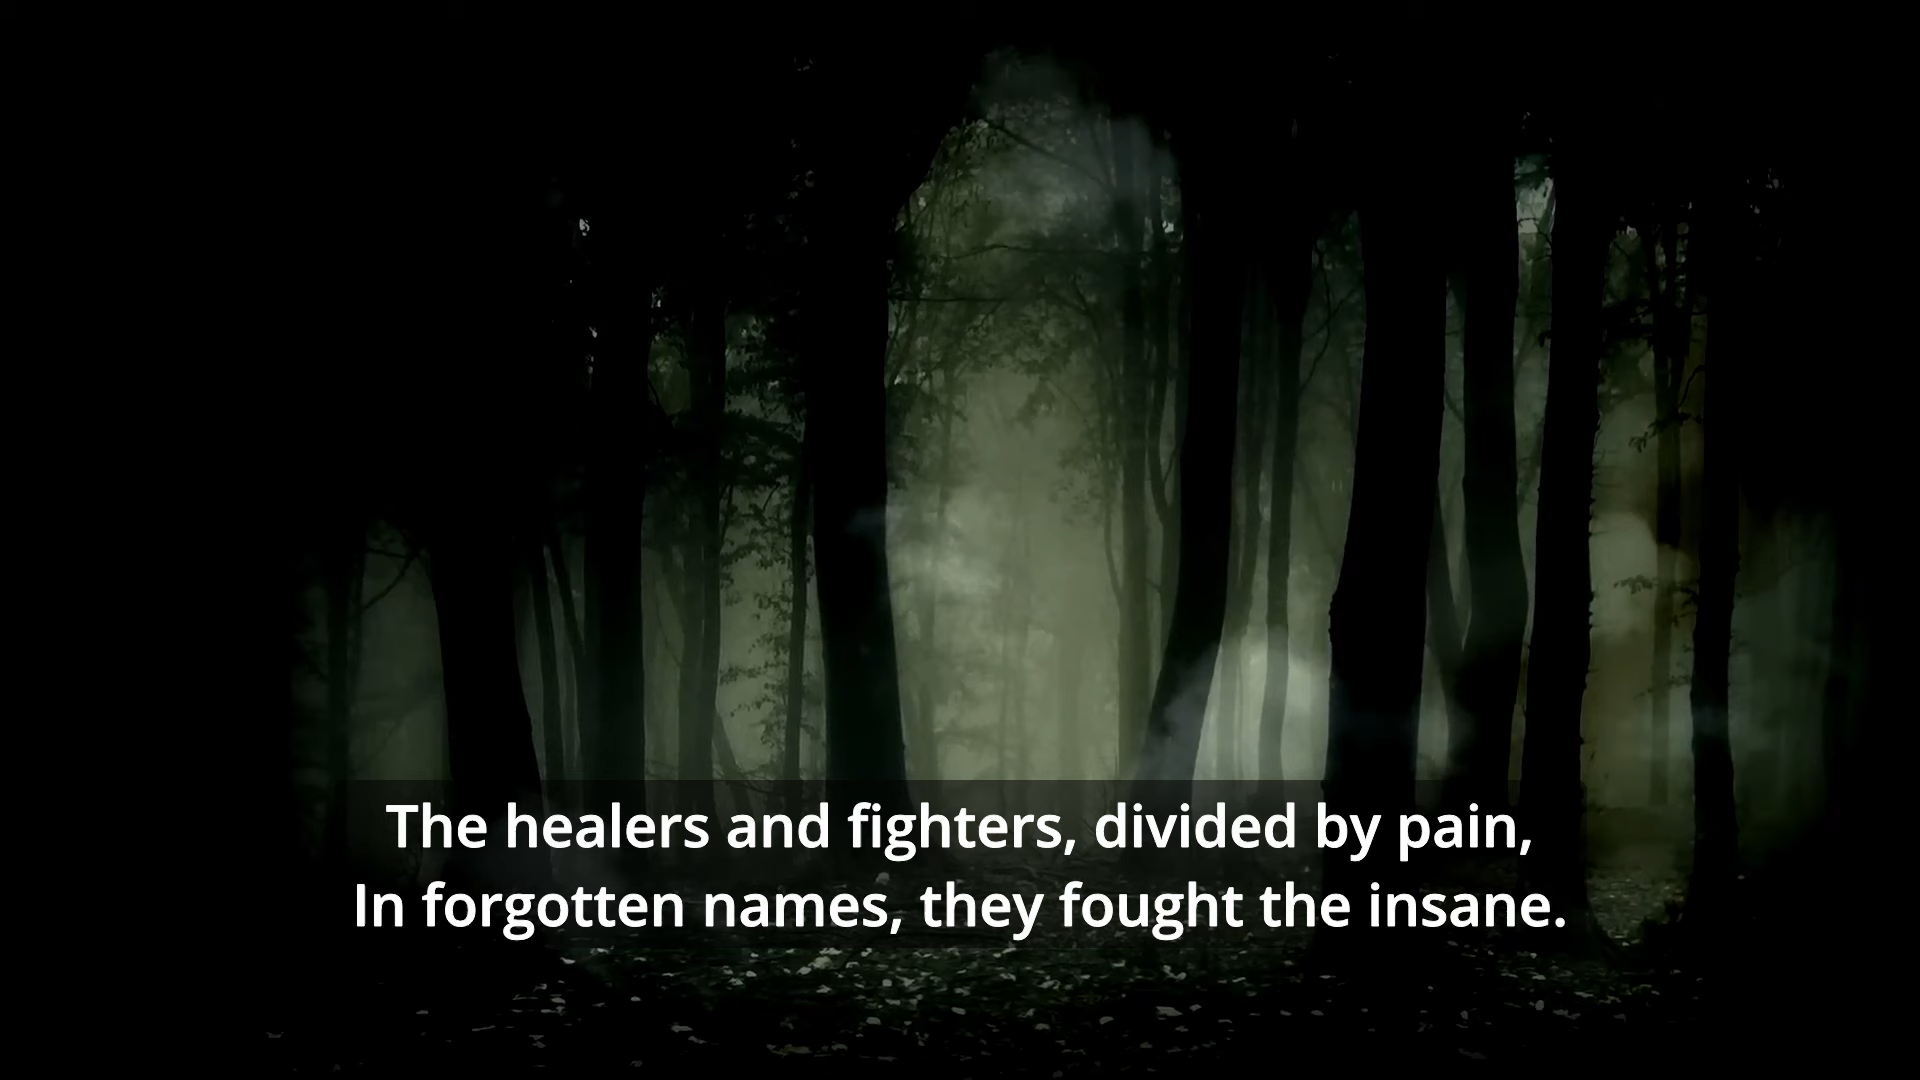 The healers and fighters, divided by pain,
In forgotten names, they fought the insane.